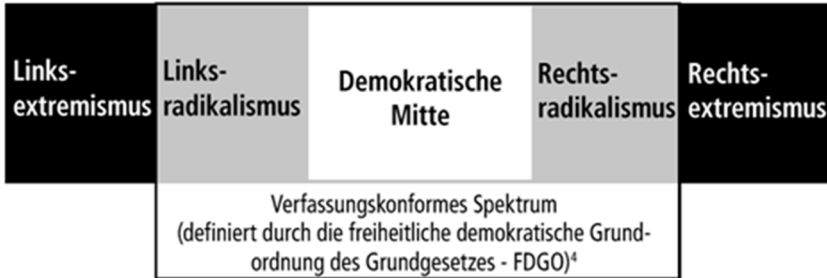 Links-
extremismus
Links-
radikalismus
Demokratische
Mitte
Rechts-
radikalismus
Rechts-
extremismus
Verfassungskonformes Spektrum
(definiert durch die freiheitliche demokratische Grund-
ordnung des Grundgesetzes - FDGO)⁴